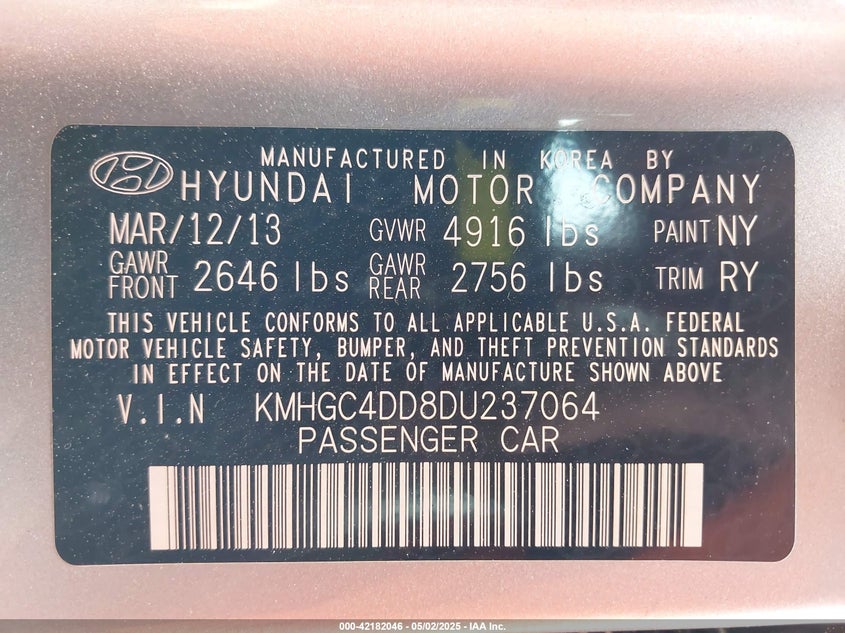 MANUFACTURED IN KOREA BY
HYUNDAI MOTOR COMPANY
MAR/12/13 GVWR 4916 lbs PAINT NY
GAWR FRONT 2646 lbs GAWR REAR 2756 lbs TRIM RY
THIS VEHICLE CONFORMS TO ALL APPLICABLE U.S.A. FEDERAL
MOTOR VEHICLE SAFETY, BUMPER, AND THEFT PREVENTION STANDARDS
IN EFFECT ON THE DATE OF MANUFACTURE SHOWN ABOVE
V.I.N KMHGC4DD8DU237064
PASSENGER CAR
000-42182046 - 05/02/2025 - IAA Inc.